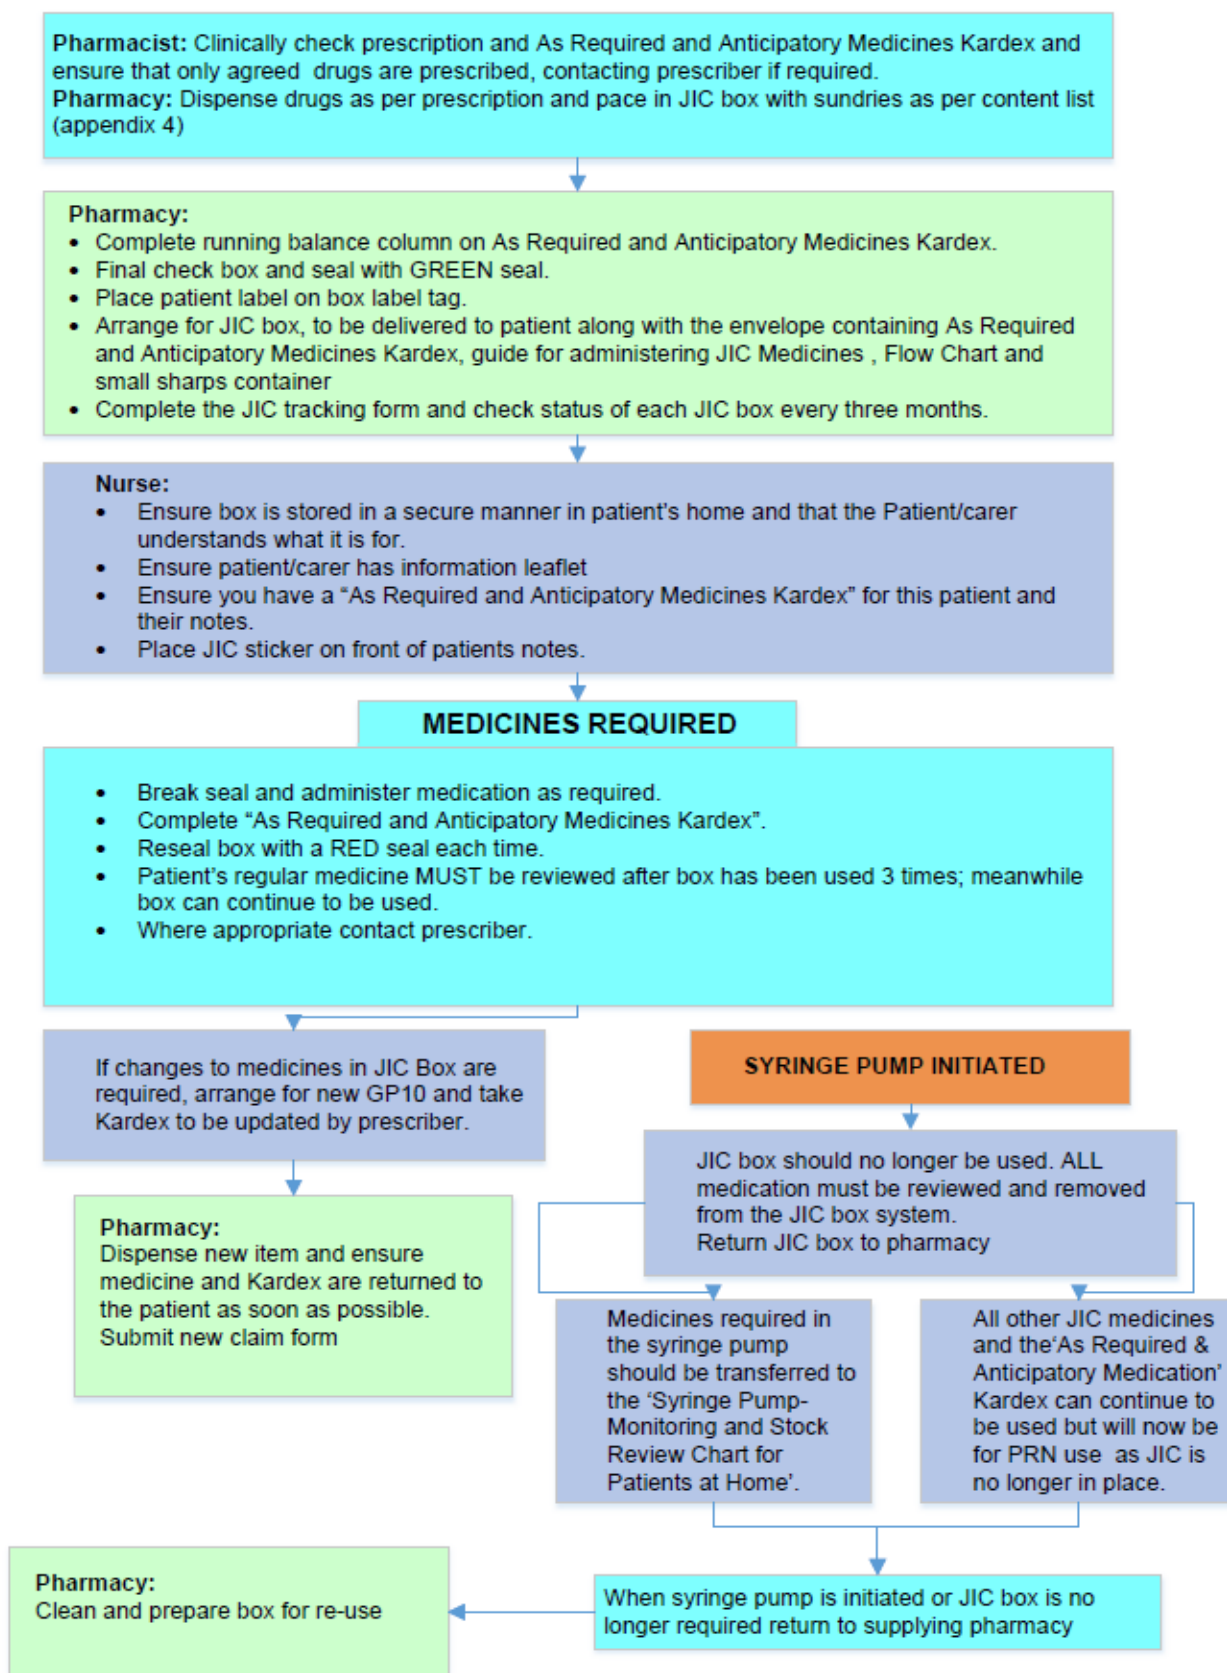 Pharmacist: Clinically check prescription and As Required and Anticipatory Medicines Kardex and
ensure that only agreed drugs are prescribed, contacting prescriber if required.
Pharmacy: Dispense drugs as per prescription and pace in JIC box with sundries as per content list
(appendix 4)
Pharmacy:
• Complete running balance column on As Required and Anticipatory Medicines Kardex.
• Final check box and seal with GREEN seal.
• Place patient label on box label tag.
• Arrange for JIC box, to be delivered to patient along with the envelope containing As Required
and Anticipatory Medicines Kardex, guide for administering JIC Medicines , Flow Chart and
small sharps container
• Complete the JIC tracking form and check status of each JIC box every three months.
Nurse:
• Ensure box is stored in a secure manner in patient's home and that the Patient/carer
understands what it is for.
• Ensure patient/carer has information leaflet
• Ensure you have a “As Required and Anticipatory Medicines Kardex” for this patient and
their notes.
• Place JIC sticker on front of patients notes.
MEDICINES REQUIRED
• Break seal and administer medication as required.
• Complete “As Required and Anticipatory Medicines Kardex”.
• Reseal box with a RED seal each time.
• Patient's regular medicine MUST be reviewed after box has been used 3 times; meanwhile
box can continue to be used.
• Where appropriate contact prescriber.
If changes to medicines in JIC Box are
required, arrange for new GP10 and take
Kardex to be updated by prescriber.
Pharmacy:
Dispense new item and ensure
medicine and Kardex are returned to
the patient as soon as possible.
Submit new claim form
SYRINGE PUMP INITIATED
JIC box should no longer be used. ALL
medication must be reviewed and removed
from the JIC box system.
Return JIC box to pharmacy
Medicines required in
the syringe pump
should be transferred to
the ‘Syringe Pump-
Monitoring and Stock
Review Chart for
Patients at Home’.
All other JIC medicines
and the‘As Required &
Anticipatory Medication’
Kardex can continue to
be used but will now be
for PRN use as JIC is
no longer in place.
When syringe pump is initiated or JIC box is no
longer required return to supplying pharmacy
Pharmacy:
Clean and prepare box for re-use